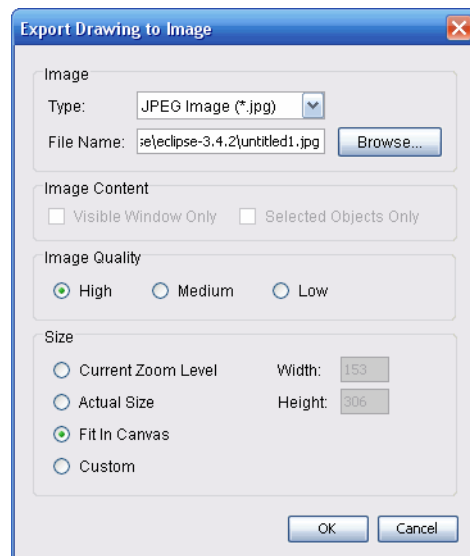 Export Drawing to Image
Image
Type: JPEG Image (*.jpg)
File Name: se\eclipse-3.4.2\untitled1.jpg Browse...
Image Content
Visible Window Only Selected Objects Only
Image Quality
High Medium Low
Size
Current Zoom Level Width: 153
Actual Size Height: 306
Fit In Canvas
Custom
OK Cancel